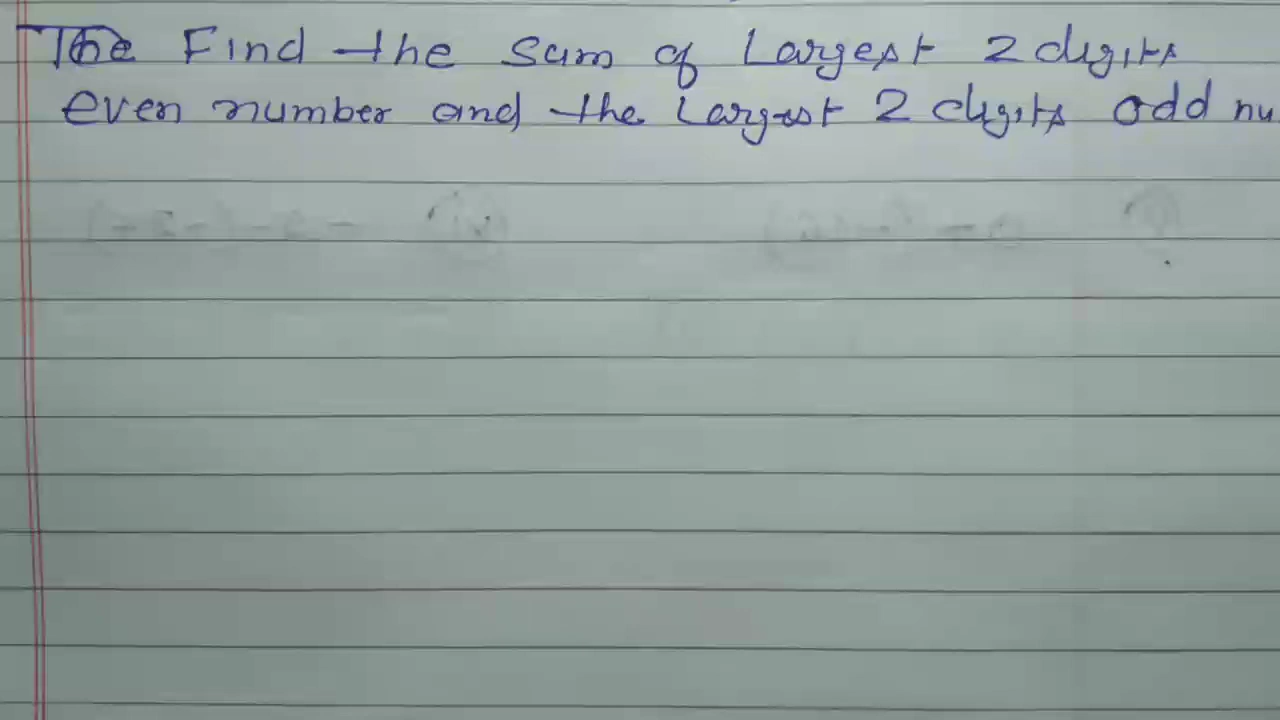 The Find the Sum of Largest 2 digits
even number and the Largest 2 digits odd nu